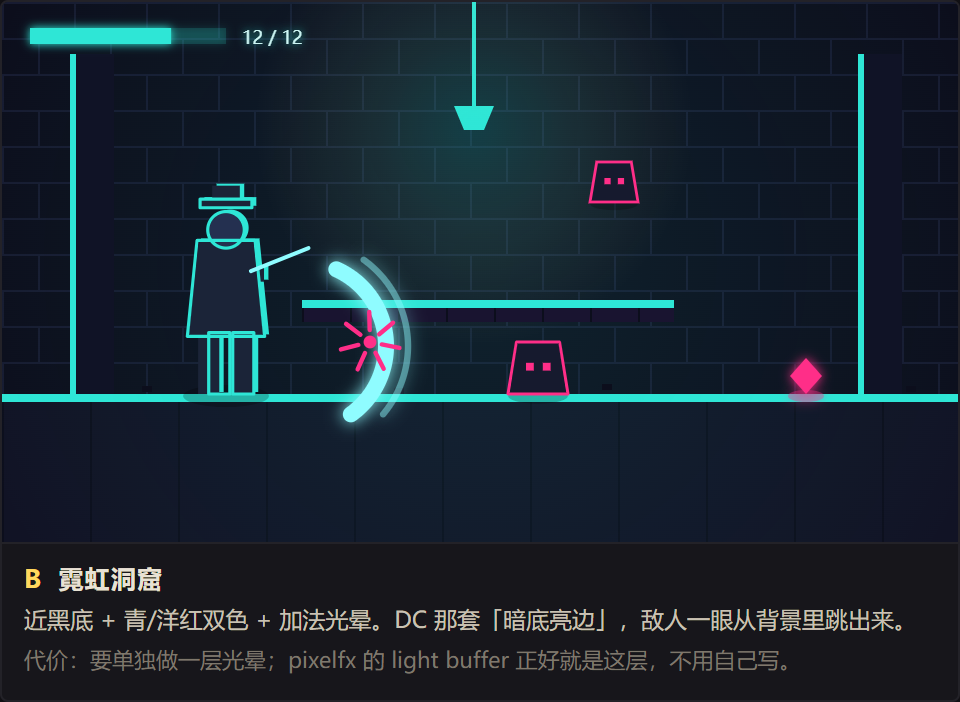 12 / 12
B 霓虹洞窟
近黑底 + 青/洋红双色 + 加法光晕。DC 那套「暗底亮边」，敌人一眼从背景里跳出来。
代价：要单独做一层光晕；pixelfx 的 light buffer 正好就是这层，不用自己写。